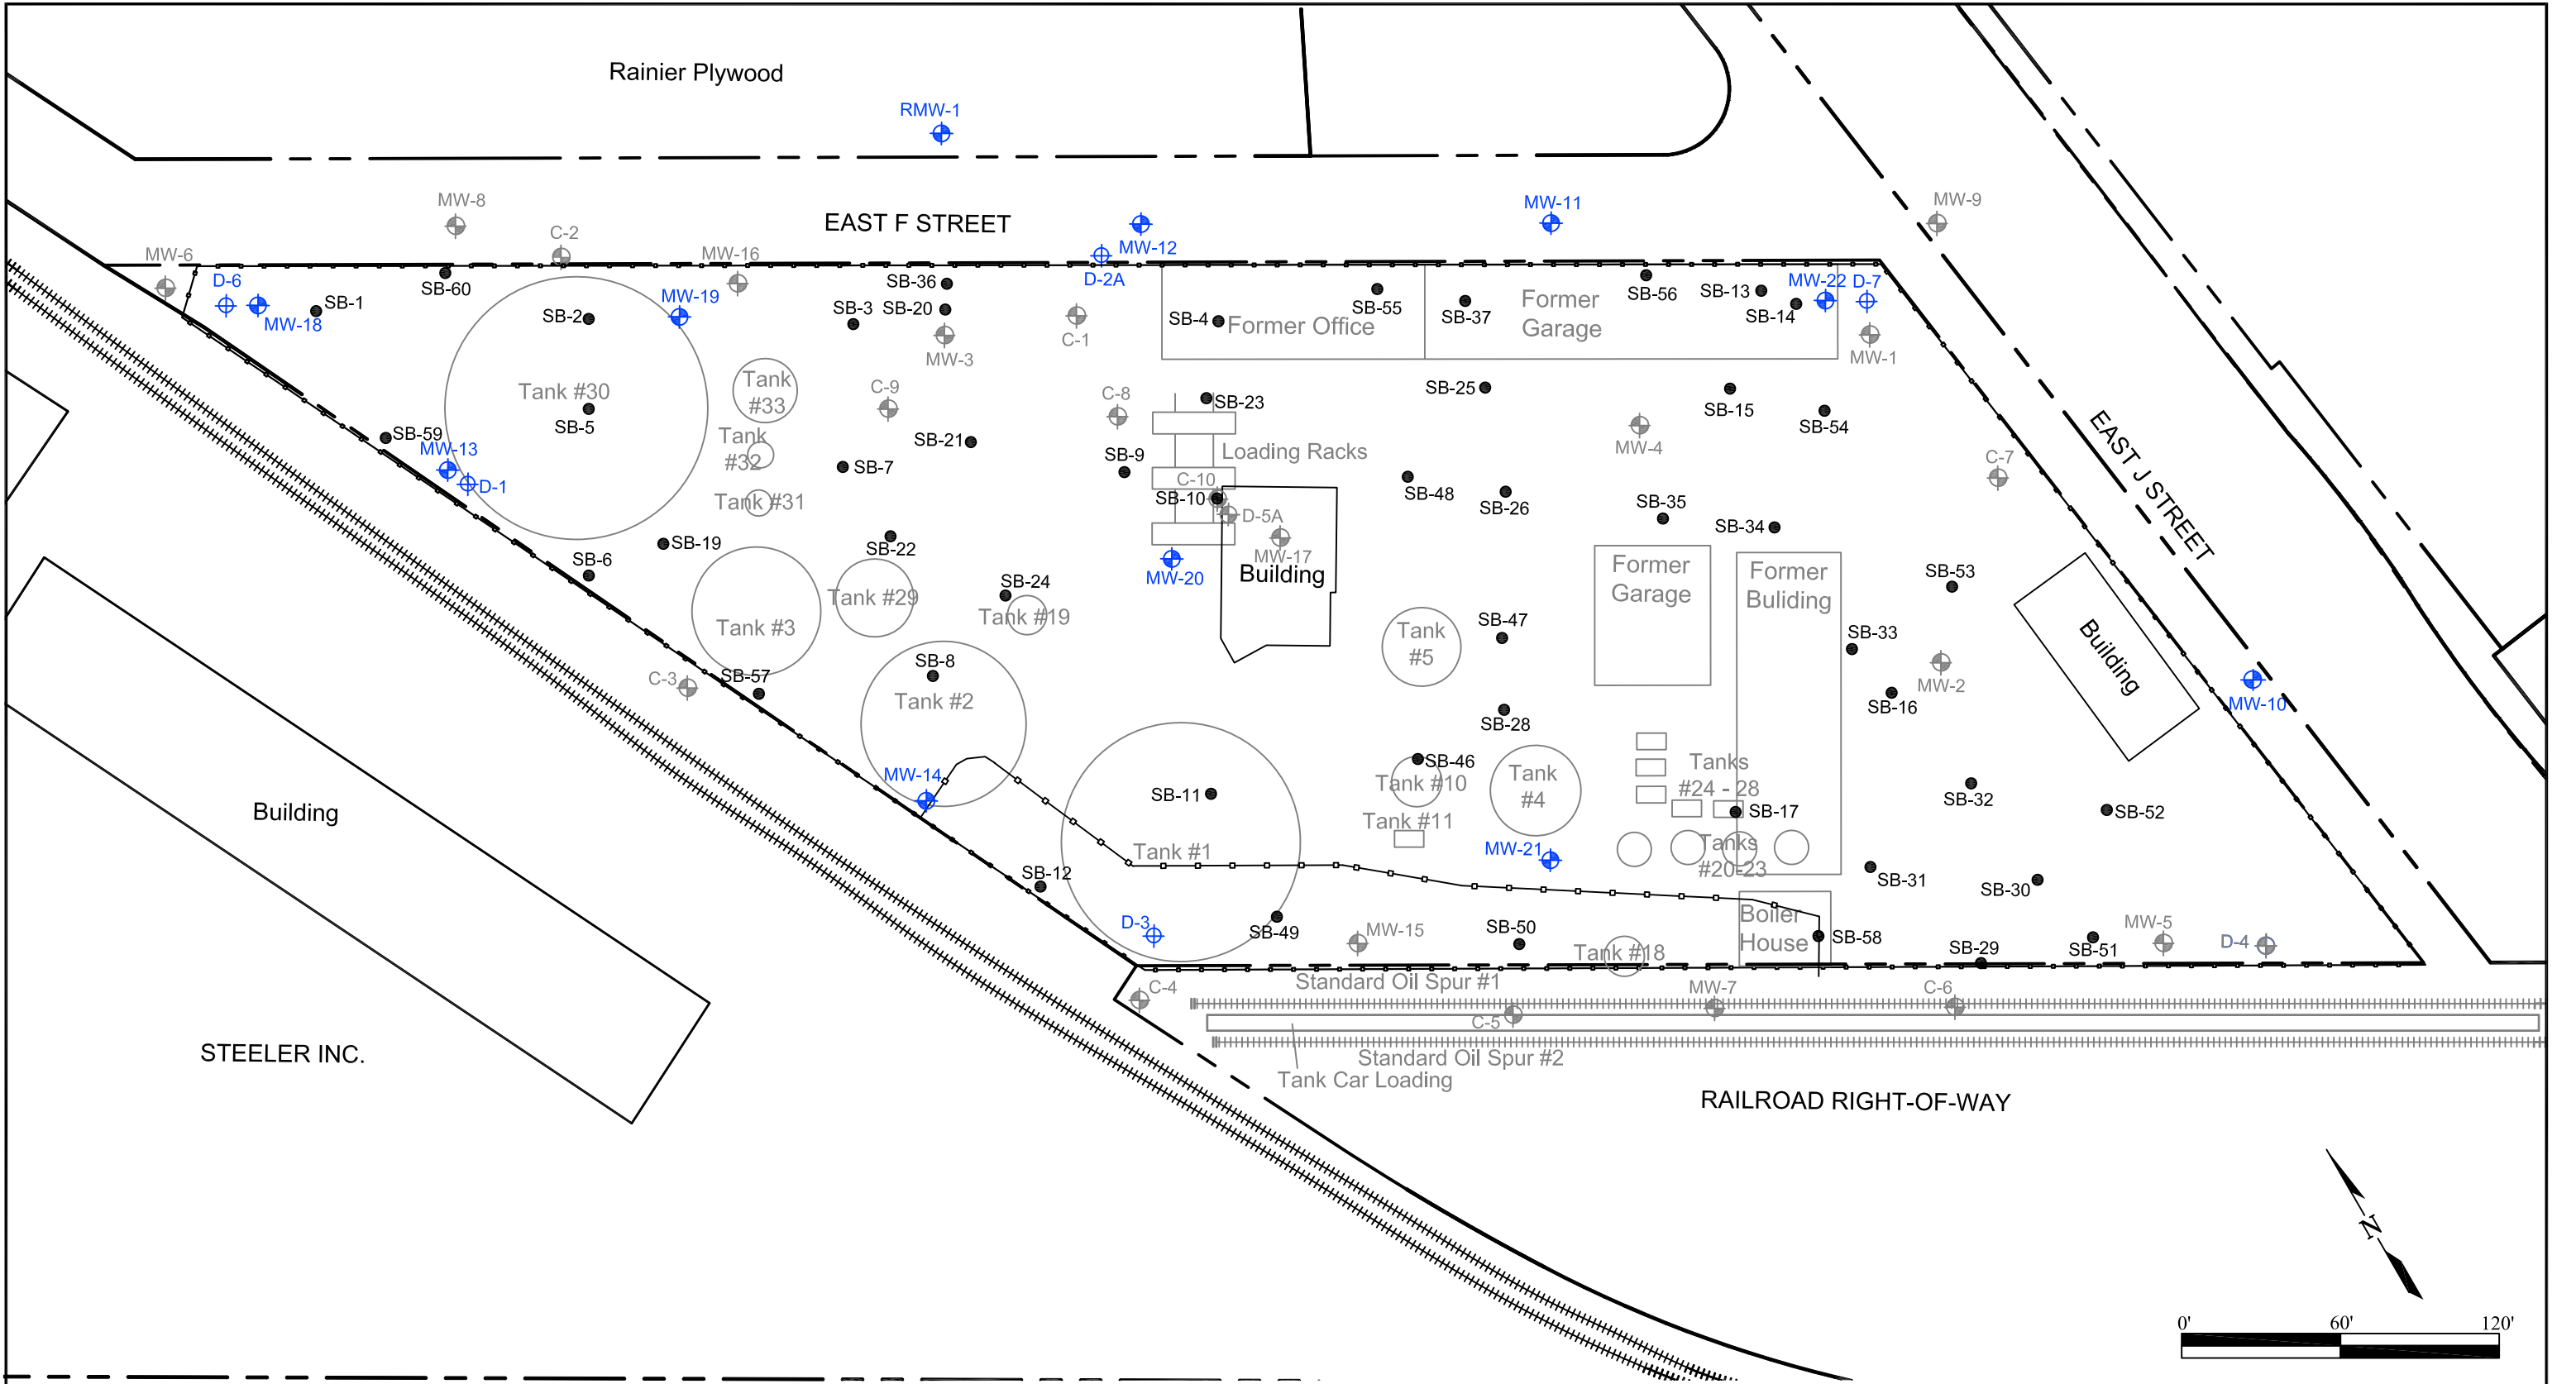 Rainier Plywood
RMW-1
MW-8
EAST F STREET
MW-11
MW-9
C-2
MW-12
MW-6
MW-16
D-2A
D-6
SB-60
SB-36
SB-55
SB-56
SB-13
MW-22
D-7
MW-18
SB-1
SB-2
MW-19
SB-3
SB-20
C-1
SB-4
Former Office
SB-37
Former
Garage
SB-14
MW-3
MW-1
Tank #30
SB-5
Tank
#33
C-9
C-8
SB-23
SB-25
SB-15
SB-54
EAST J STREET
SB-59
MW-13
D-1
Tank
#32
SB-21
SB-7
SB-9
Loading Racks
MW-4
C-7
Tank #31
C-10
SB-10
D-5A
SB-48
SB-26
SB-35
SB-34
SB-19
SB-22
MW-17
Building
MW-20
SB-6
SB-24
Former
Garage
Former
Buliding
SB-53
Tank #3
Tank #29
Tank #19
SB-47
Tank
#5
SB-33
Building
C-3
SB-57
SB-8
Tank #2
MW-2
SB-16
MW-10
SB-28
MW-14
SB-46
Tank #10
Tank
#4
Tanks
#24 - 28
SB-32
SB-11
SB-17
SB-52
Building
Tank #11
Tank #1
MW-21
Tanks
#20-23
SB-12
SB-31
SB-30
D-3
SB-49
MW-15
SB-50
Tank #18
Boiler
House
SB-58
SB-29
SB-51
MW-5
D-4
C-4
Standard Oil Spur #1
MW-7
C-6
C-5
STEELER INC.
Standard Oil Spur #2
Tank Car Loading
RAILROAD RIGHT-OF-WAY
N
0' 60' 120'